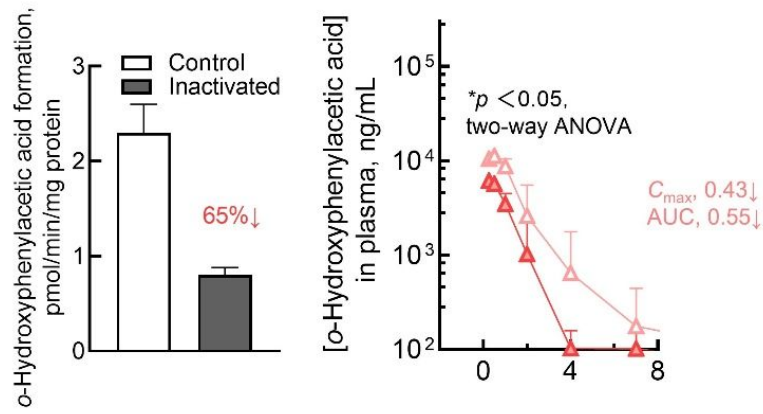 o-Hydroxyphenylacetic acid formation,
pmol/min/mg protein
3
2
1
0
Control
Inactivated
65%↓
[o-Hydroxyphenylacetic acid]
in plasma, ng/mL
10⁵
10⁴
10³
10²
*p <0.05,
two-way ANOVA
Cmax, 0.43↓
AUC, 0.55↓
0
4
8